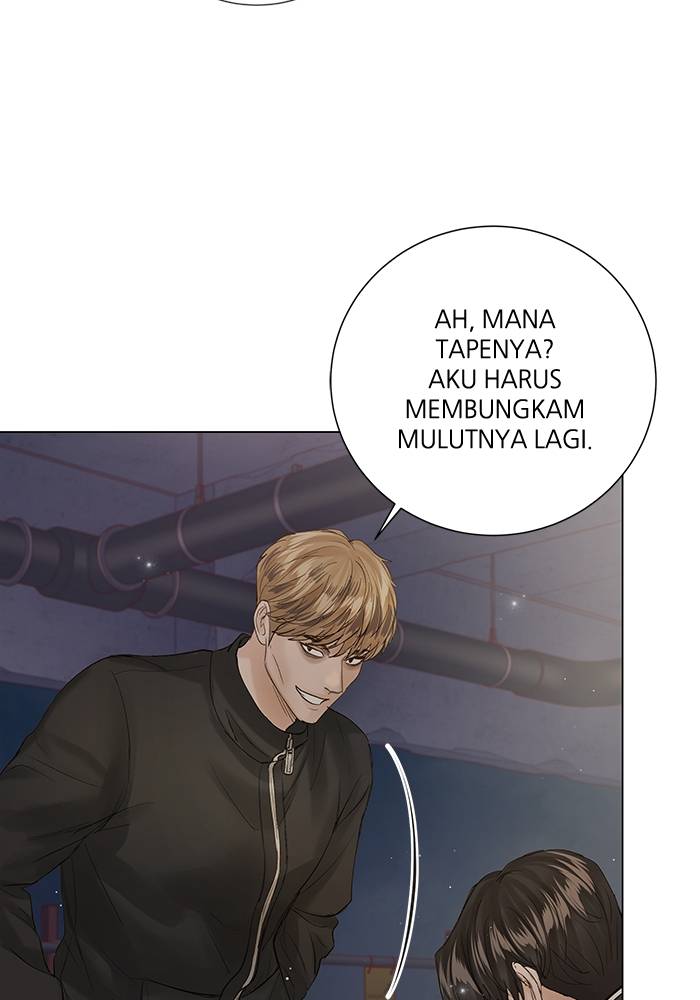 AH, MANA
TAPENYA?
AKU HARUS
MEMBUNGKAM
MULUTNYA LAGI.